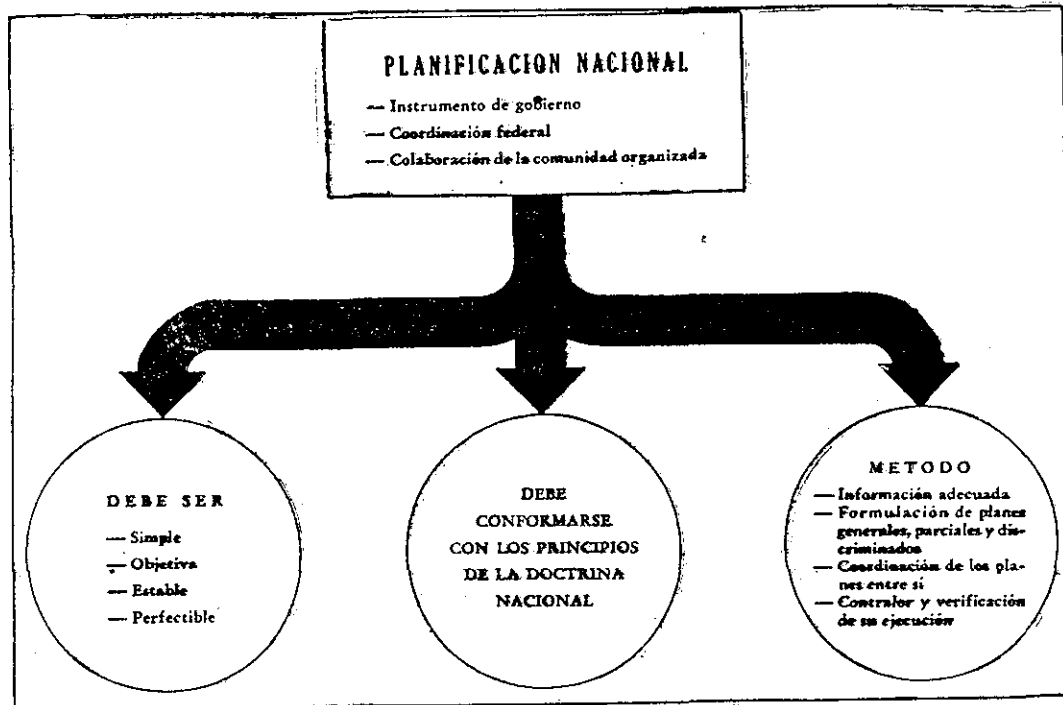 PLANIFICACION NACIONAL
— Instrumento de gobierno
— Coordinación federal
— Colaboración de la comunidad organizada
DEBE SER
— Simple
— Objetiva
— Estable
— Perfectible
DEBE
CONFORMARSE
CON LOS PRINCIPIOS
DE LA DOCTRINA
NACIONAL
METODO
— Información adecuada
— Formulación de planes
generales, parciales y dis-
criminados
— Coordinación de los pla-
nes entre sí
— Contralor y verificación
de su ejecución